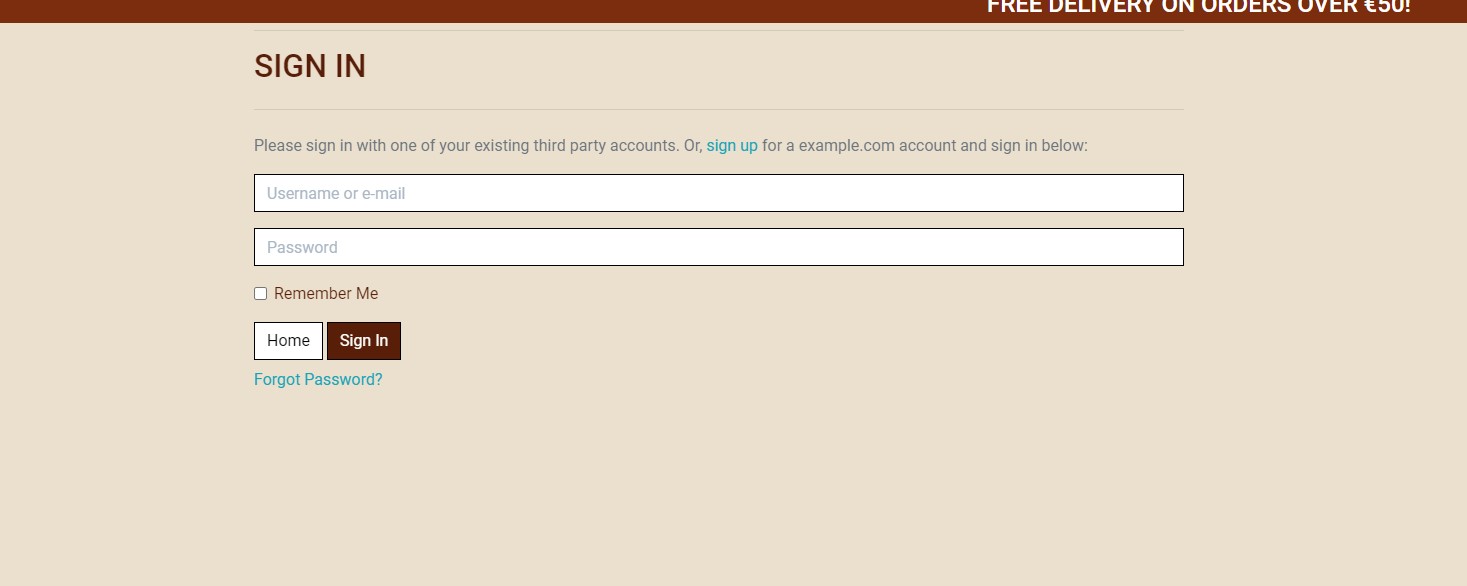 FREE DELIVERY ON ORDERS OVER €50!
SIGN IN
Please sign in with one of your existing third party accounts. Or, sign up for a example.com account and sign in below:
Username or e-mail
Password
Remember Me
Home Sign In
Forgot Password?